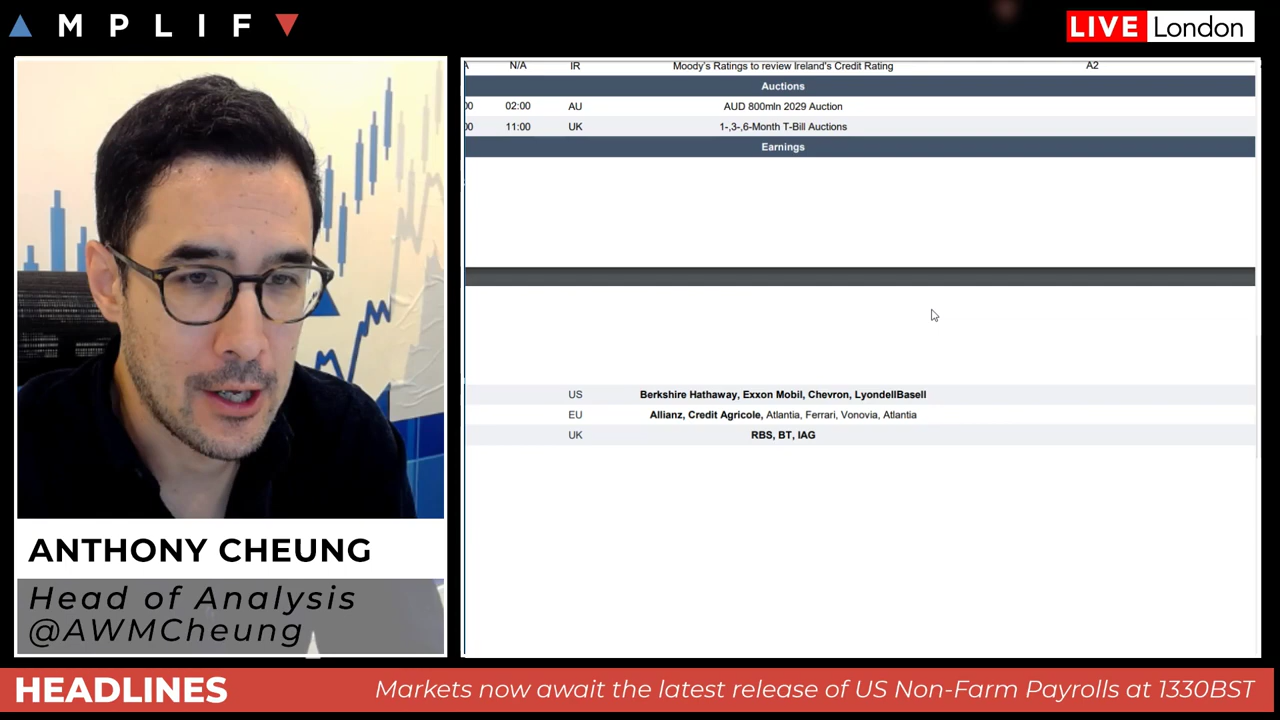 MPLIF
LIVE London
N/A IR Moody's Ratings to review Ireland's Credit Rating A2
Auctions
02:00 AU AUD 800mln 2029 Auction
11:00 UK 1-,3-,6-Month T-Bill Auctions
Earnings
US Berkshire Hathaway, Exxon Mobil, Chevron, LyondellBasell
EU Allianz, Credit Agricole, Atlantia, Ferrari, Vonovia, Atlantia
UK RBS, BT, IAG
ANTHONY CHEUNG
Head of Analysis
@AWMCheung
HEADLINES Markets now await the latest release of US Non-Farm Payrolls at 1330BST